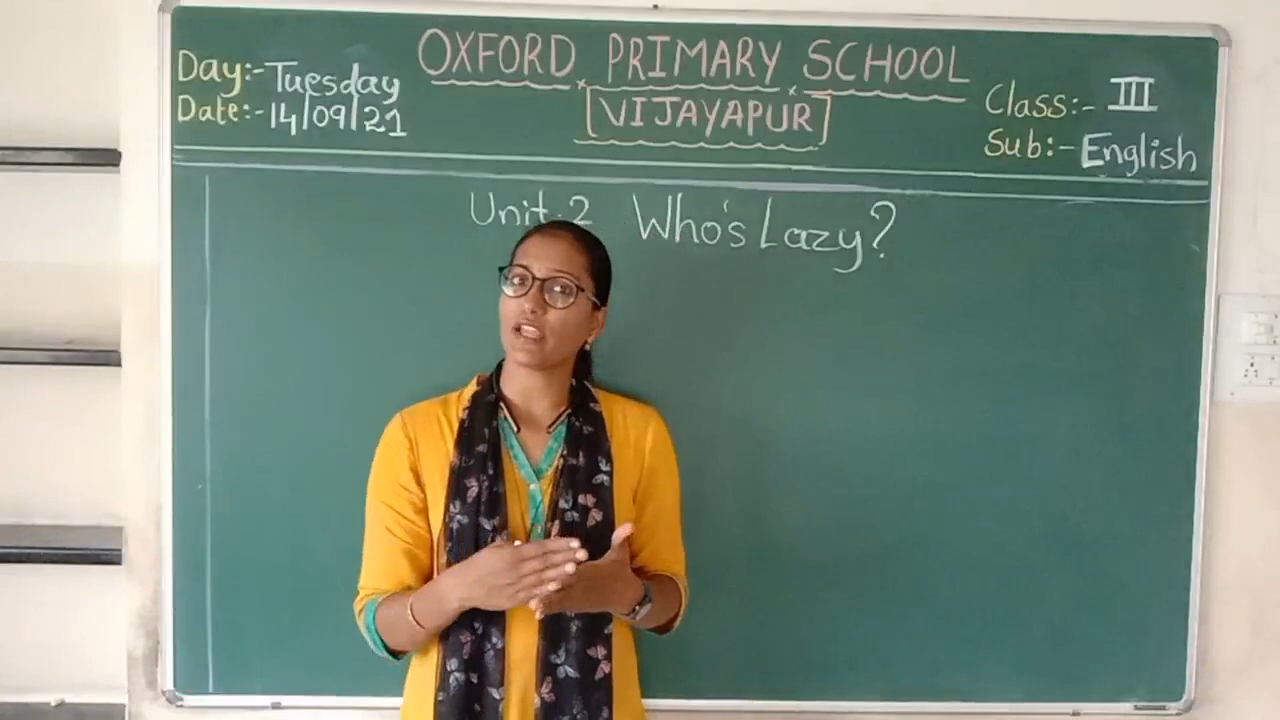 OXFORD PRIMARY SCHOOL
[VIJAYAPUR]
Day:-Tuesday
Date:-14/09/21
Class:- III
Sub:- English
Unit.2 Who's Lazy?